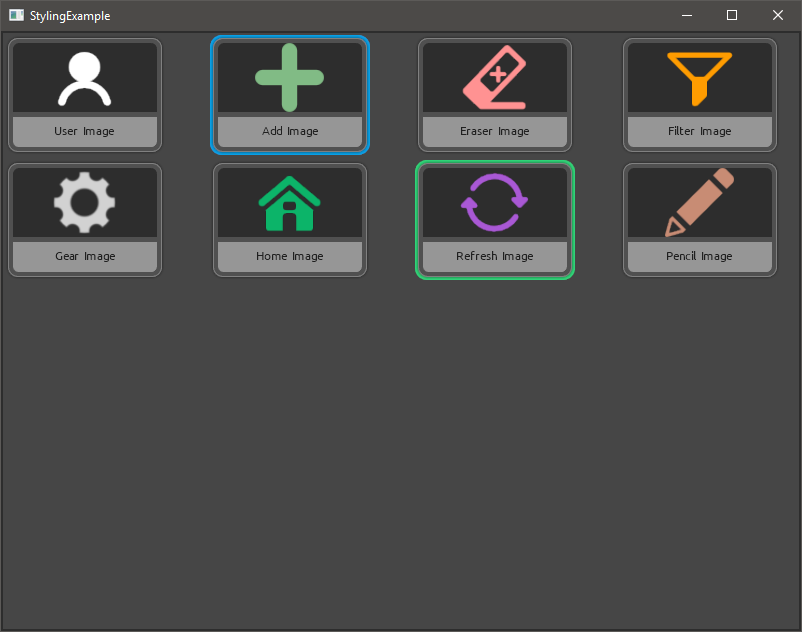 StylingExample
User Image
Add Image
Eraser Image
Filter Image
Gear Image
Home Image
Refresh Image
Pencil Image